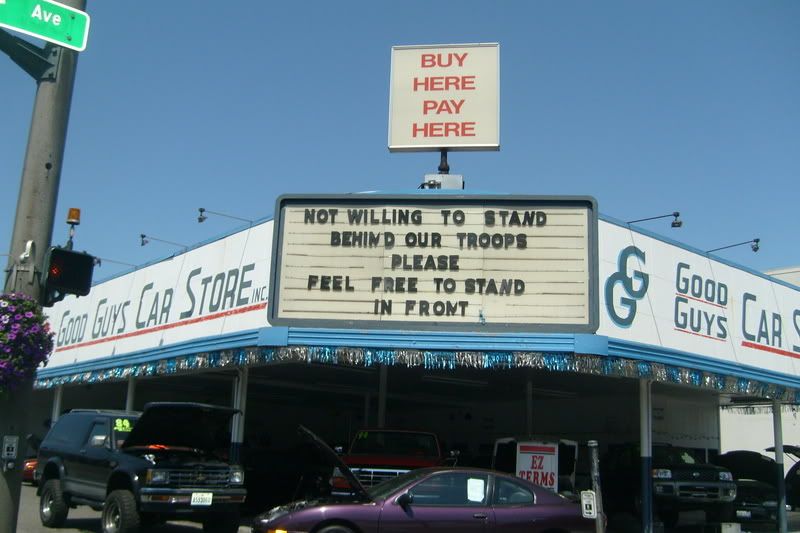 Ave
BUY
HERE
PAY
HERE
NOT WILLING TO STAND
BEHIND OUR TROOPS
PLEASE
FEEL FREE TO STAND
IN FRONT
GOOD GUYS CAR STORE INC.
GG
GOOD
GUYS
CAR S
EZ
TERMS